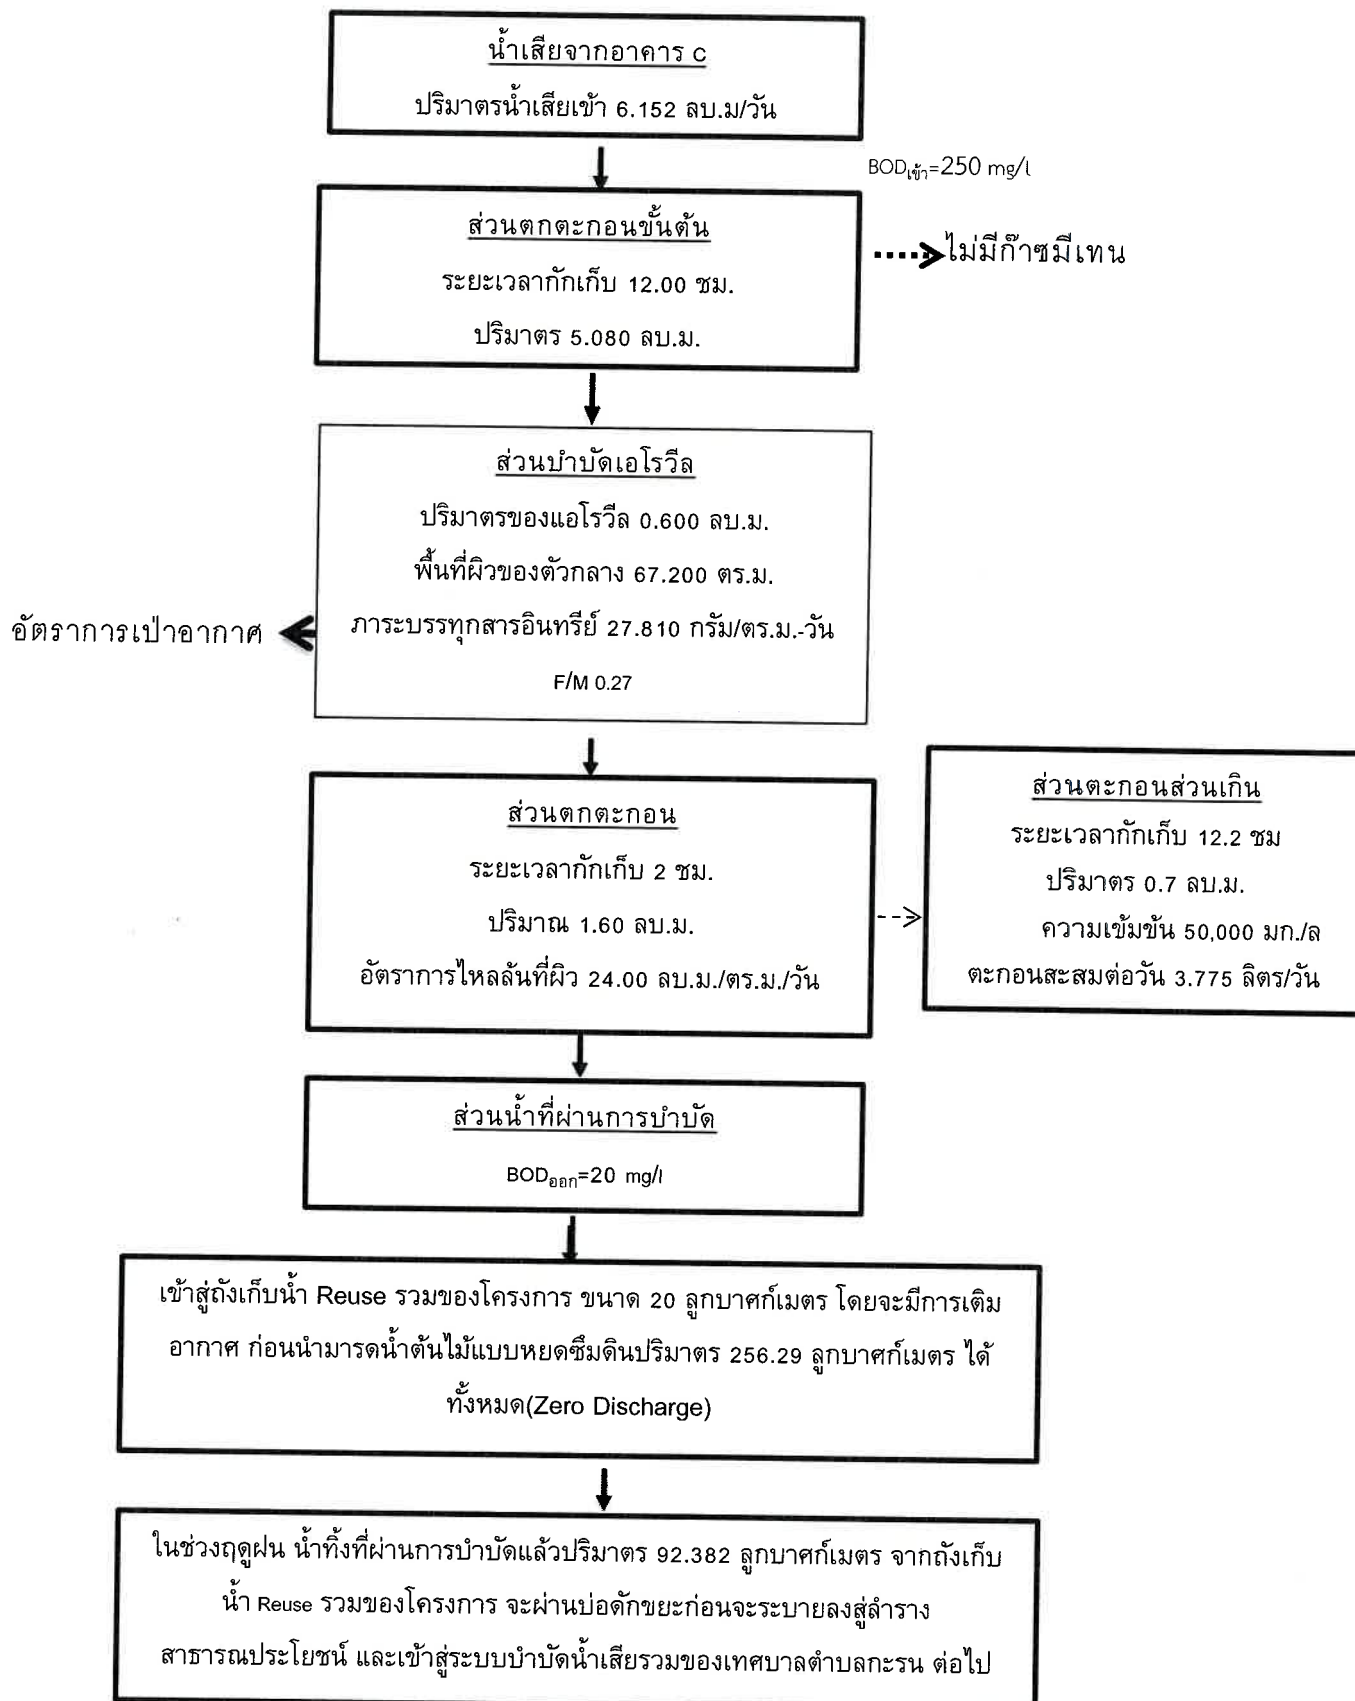 น้ำเสียจากอาคาร C
ปริมาตรน้ำเสียเข้า 6.152 ลบ.ม/วัน
BODเข้า=250 mg/l
ส่วนตกตะกอนขั้นต้น
ระยะเวลากักเก็บ 12.00 ชม.
ปริมาตร 5.080 ลบ.ม.
ไม่มีก๊าซมีเทน
ส่วนบำบัดเอโรวีล
ปริมาตรของแอโรวีล 0.600 ลบ.ม.
พื้นที่ผิวของตัวกลาง 67.200 ตร.ม.
ภาระบรรทุกสารอินทรีย์ 27.810 กรัม/ตร.ม.-วัน
F/M 0.27
อัตราการเป่าอากาศ
ส่วนตกตะกอน
ระยะเวลากักเก็บ 2 ชม.
ปริมาณ 1.60 ลบ.ม.
อัตราการไหลล้นที่ผิว 24.00 ลบ.ม./ตร.ม./วัน
ส่วนตะกอนส่วนเกิน
ระยะเวลากักเก็บ 12.2 ชม
ปริมาตร 0.7 ลบ.ม.
ความเข้มข้น 50,000 มก./ล
ตะกอนสะสมต่อวัน 3.775 ลิตร/วัน
ส่วนน้ำที่ผ่านการบำบัด
BODออก=20 mg/l
เข้าสู่ถังเก็บน้ำ Reuse รวมของโครงการ ขนาด 20 ลูกบาศก์เมตร โดยจะมีการเติม
อากาศ ก่อนนำมารดน้ำต้นไม้แบบหยดซึมดินปริมาตร 256.29 ลูกบาศก์เมตร ได้
ทั้งหมด(Zero Discharge)
ในช่วงฤดูฝน น้ำทิ้งที่ผ่านการบำบัดแล้วปริมาตร 92.382 ลูกบาศก์เมตร จากถังเก็บ
น้ำ Reuse รวมของโครงการ จะผ่านบ่อดักขยะก่อนจะระบายลงสู่ลำราง
สาธารณประโยชน์ และเข้าสู่ระบบบำบัดน้ำเสียรวมของเทศบาลตำบลกะรน ต่อไป